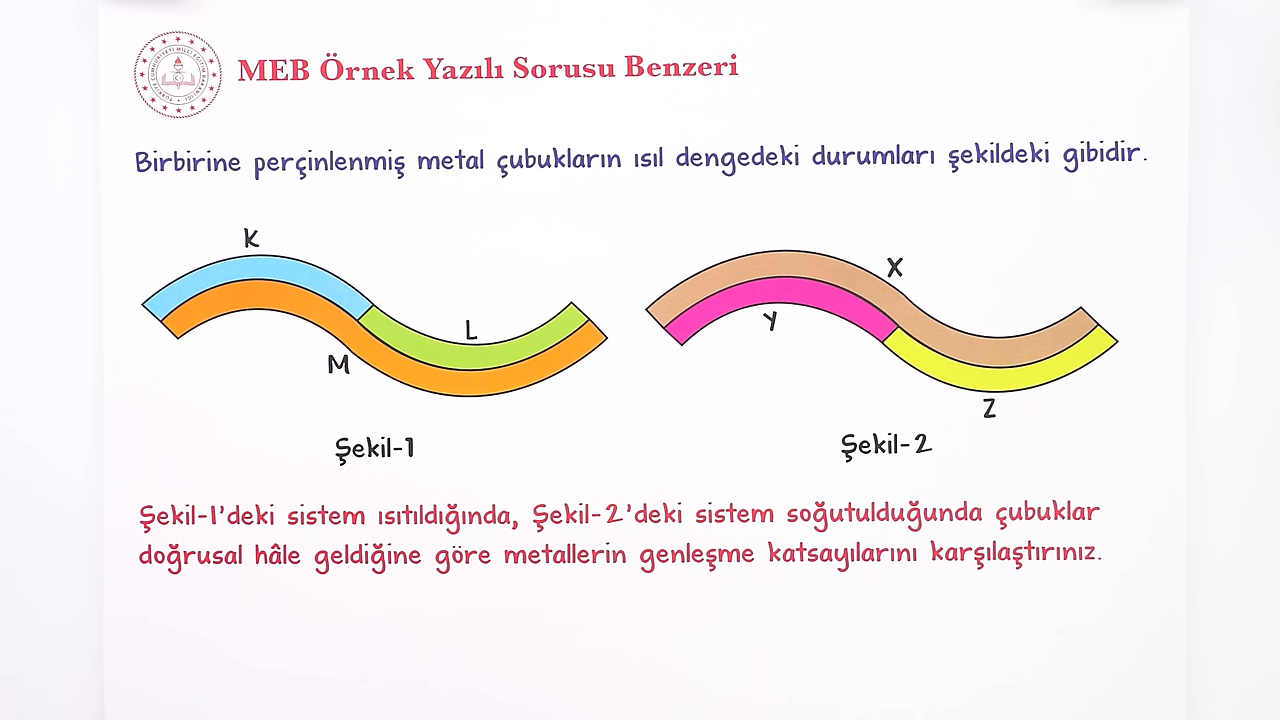 MEB Örnek Yazılı Sorusu Benzeri
Birbirine perçinlenmiş metal çubukların ısıl dengedeki durumları şekildeki gibidir.
K
L
M
X
Y
Z
Şekil-1
Şekil-2
Şekil-1'deki sistem ısıtıldığında, Şekil-2'deki sistem soğutulduğunda çubuklar
doğrusal hâle geldiğine göre metallerin genleşme katsayılarını karşılaştırınız.